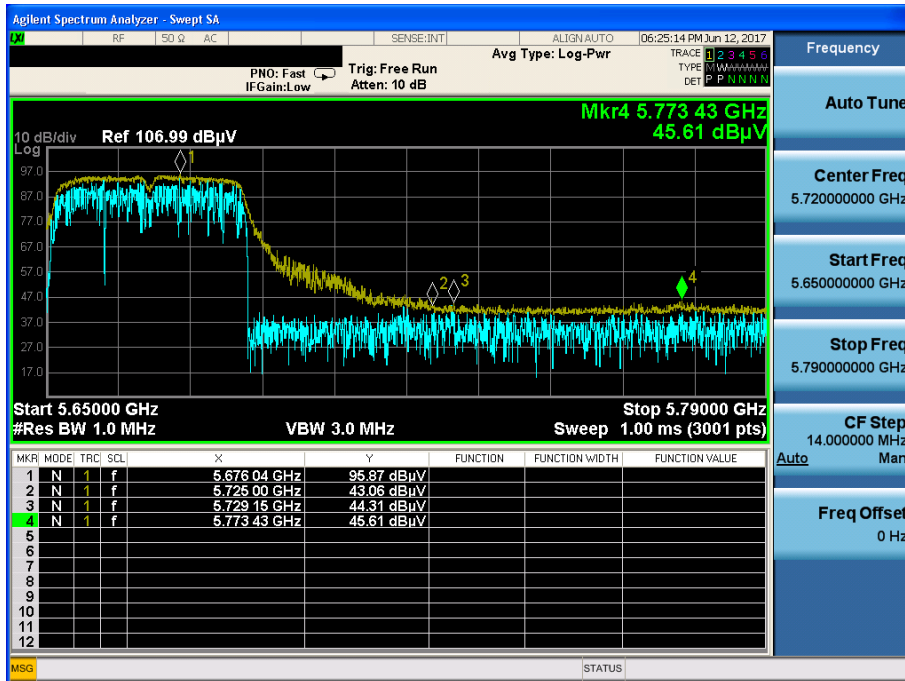 Agilent Spectrum Analyzer - Swept SA
LXI RF 50 Ω AC SENSE:INT ALIGN AUTO 06:25:14 PM Jun 12, 2017
PNO: Fast
IFGain:Low
Trig: Free Run
Atten: 10 dB
Avg Type: Log-Pwr
TRACE 1 2 3 4 5 6
TYPE M W
DET P P N N N N
Mkr4 5.773 43 GHz
45.61 dBµV
10 dB/div Ref 106.99 dBµV
Log
97.0
87.0
77.0
67.0
57.0
47.0
37.0
27.0
17.0
1
2
3
4
Start 5.65000 GHz Stop 5.79000 GHz
#Res BW 1.0 MHz VBW 3.0 MHz Sweep 1.00 ms (3001 pts)
MKR MODE TRC SCL X Y FUNCTION FUNCTION WIDTH FUNCTION VALUE
1 N 1 f 5.676 04 GHz 95.87 dBµV
2 N 1 f 5.725 00 GHz 43.06 dBµV
3 N 1 f 5.729 15 GHz 44.31 dBµV
4 N 1 f 5.773 43 GHz 45.61 dBµV
5
6
7
8
9
10
11
12
MSG STATUS
Frequency
Auto Tune
Center Freq
5.720000000 GHz
Start Freq
5.650000000 GHz
Stop Freq
5.790000000 GHz
CF Step
14.000000 MHz
Auto Man
Freq Offset
0 Hz